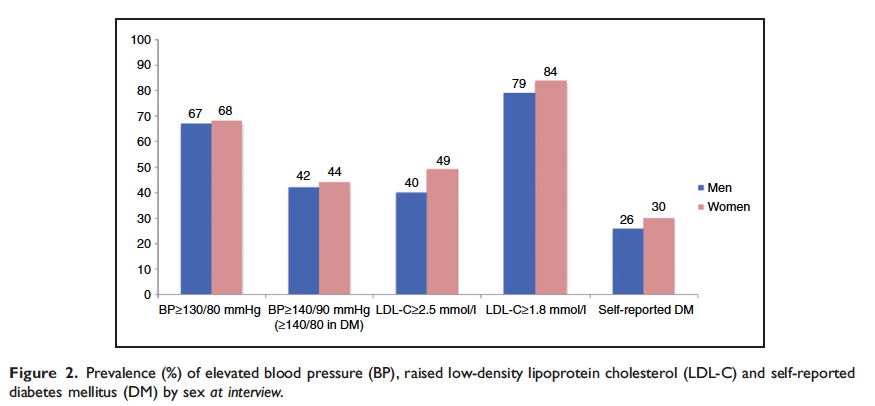 100
90
80
70
60
50
40
30
20
10
0
67 68
42 44
40 49
79 84
26 30
BP≥130/80 mmHg BP≥140/90 mmHg LDL-C≥2.5 mmol/l LDL-C≥1.8 mmol/l Self-reported DM
(≥140/80 in DM)
Men
Women
Figure 2. Prevalence (%) of elevated blood pressure (BP), raised low-density lipoprotein cholesterol (LDL-C) and self-reported
diabetes mellitus (DM) by sex at interview.